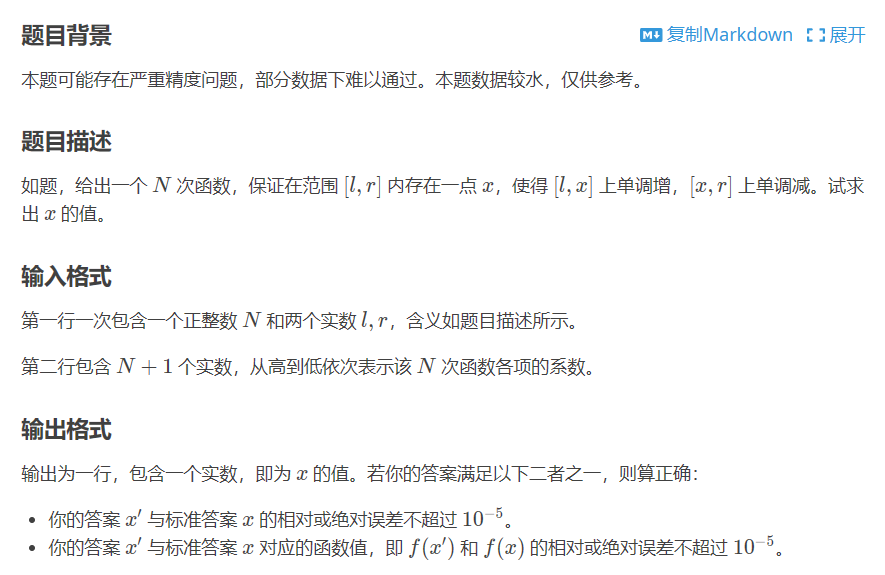 题目背景 复制Markdown 展开
本题可能存在严重精度问题，部分数据下难以通过。本题数据较水，仅供参考。
题目描述
如题，给出一个 N 次函数，保证在范围 [l, r] 内存在一点 x，使得 [l, x] 上单调增，[x, r] 上单调减。试求
出 x 的值。
输入格式
第一行一次包含一个正整数 N 和两个实数 l, r，含义如题目描述所示。
第二行包含 N + 1 个实数，从高到低依次表示该 N 次函数各项的系数。
输出格式
输出为一行，包含一个实数，即为 x 的值。若你的答案满足以下二者之一，则算正确：
• 你的答案 x′ 与标准答案 x 的相对或绝对误差不超过 10⁻⁵。
• 你的答案 x′ 与标准答案 x 对应的函数值，即 f(x′) 和 f(x) 的相对或绝对误差不超过 10⁻⁵。